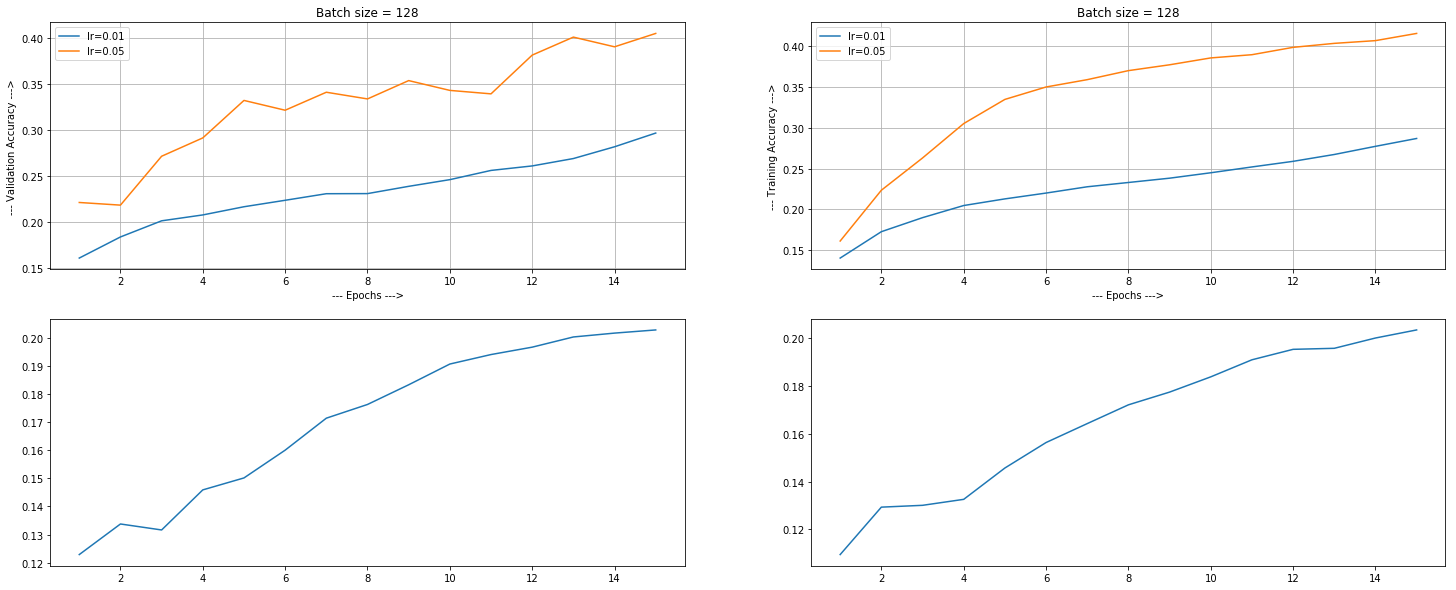 Batch size = 128
lr=0.01
lr=0.05
--- Validation Accuracy --->
0.40
0.35
0.30
0.25
0.20
0.15
2 4 6 8 10 12 14
--- Epochs --->
Batch size = 128
lr=0.01
lr=0.05
--- Training Accuracy --->
0.40
0.35
0.30
0.25
0.20
0.15
2 4 6 8 10 12 14
--- Epochs --->
0.20
0.19
0.18
0.17
0.16
0.15
0.14
0.13
0.12
2 4 6 8 10 12 14
0.20
0.18
0.16
0.14
0.12
2 4 6 8 10 12 14